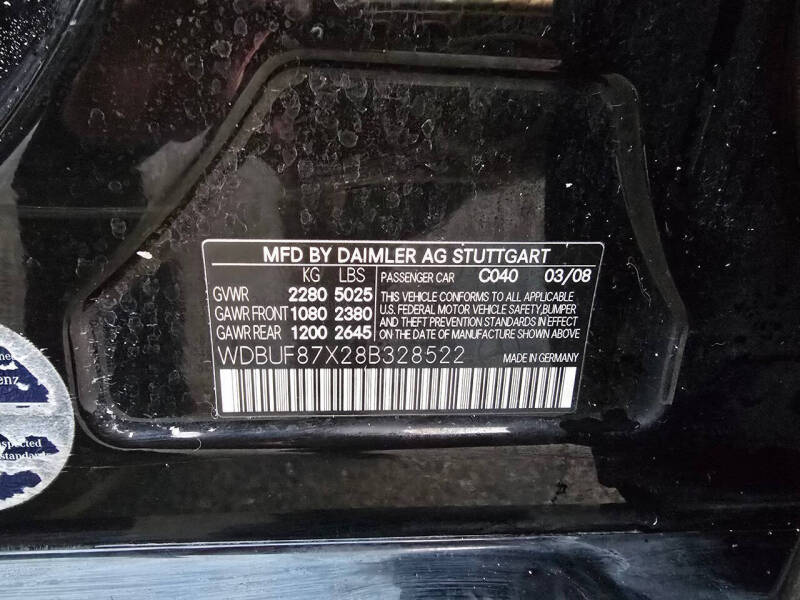 MFD BY DAIMLER AG STUTTGART
KG LBS PASSENGER CAR C040 03/08
GVWR 2280 5025
GAWR FRONT 1080 2380
GAWR REAR 1200 2645
THIS VEHICLE CONFORMS TO ALL APPLICABLE
U.S. FEDERAL MOTOR VEHICLE SAFETY, BUMPER
AND THEFT PREVENTION STANDARDS IN EFFECT
ON THE DATE OF MANUFACTURE SHOWN ABOVE
WDBUF87X28B328522 MADE IN GERMANY